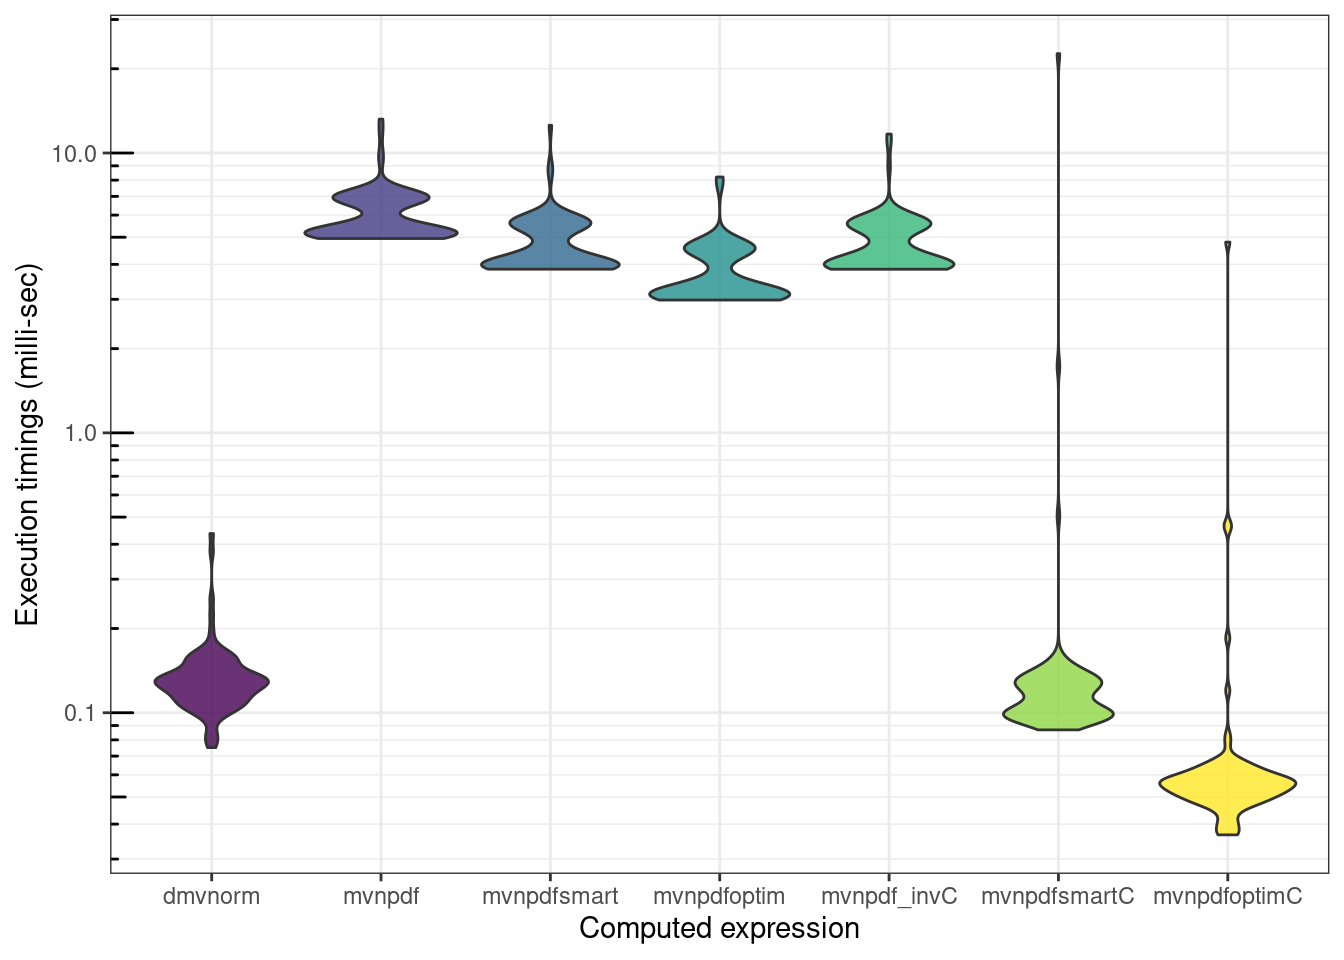 Execution timings (milli-sec)
10.0
1.0
0.1
dmvnorm mvnpdf mvnpdfsmart mvnpdfoptim mvnpdf_invC mvnpdfsmartC mvnpdfoptimC
Computed expression